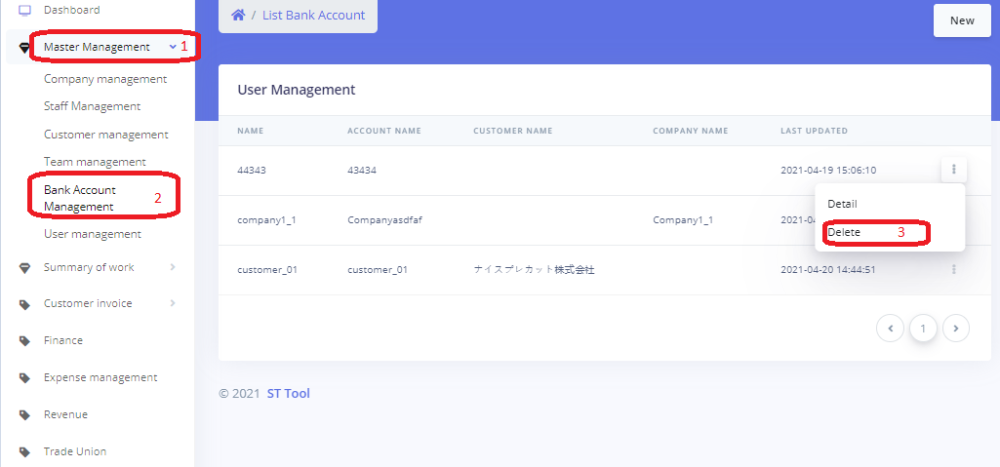 Dashboard
Master Management 1
Company management
Staff Management
Customer management
Team management
Bank Account
Management 2
User management
Summary of work
Customer invoice
Finance
Expense management
Revenue
Trade Union
/ List Bank Account
New
User Management
NAME ACCOUNT NAME CUSTOMER NAME COMPANY NAME LAST UPDATED
44343 43434 2021-04-19 15:06:10
Detail
company1_1 Companyasdfaf Company1_1 2021-04
Delete 3
customer_01 customer_01 ナイスプレカット株式会社 2021-04-20 14:44:51
1
© 2021 ST Tool